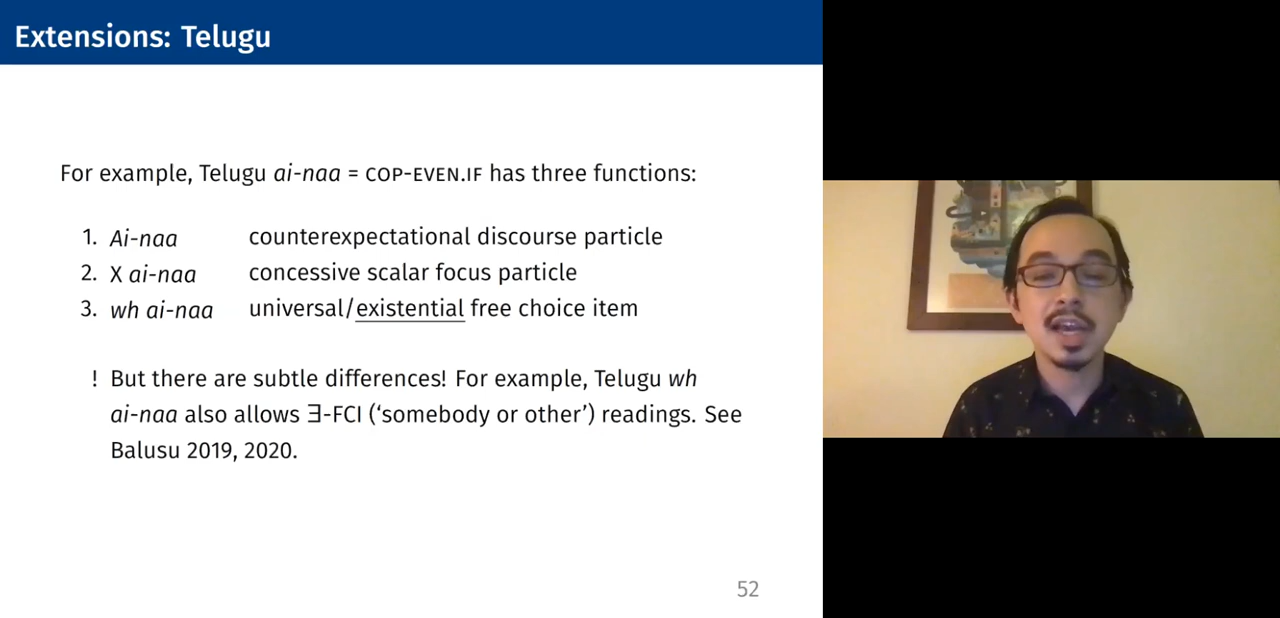 Extensions: Telugu
For example, Telugu ai-naa = COP-EVEN.IF has three functions:
1. Ai-naa counterexpectational discourse particle
2. X ai-naa concessive scalar focus particle
3. wh ai-naa universal/existential free choice item
! But there are subtle differences! For example, Telugu wh
ai-naa also allows ∃-FCI (‘somebody or other’) readings. See
Balusu 2019, 2020.
52